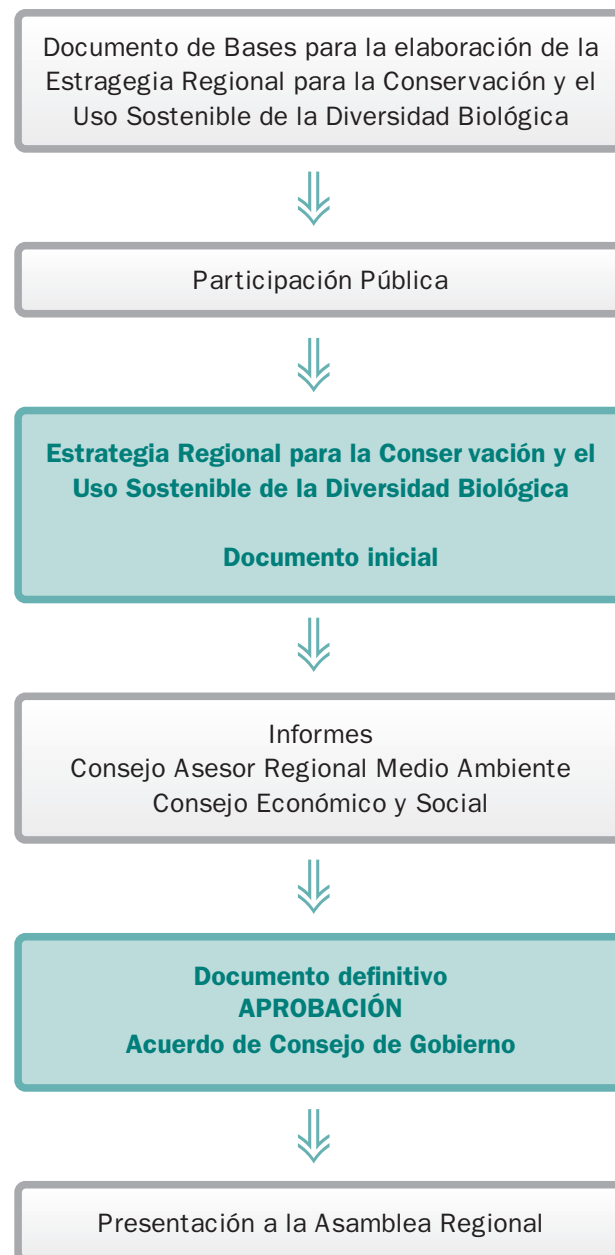 Documento de Bases para la elaboración de la
Estragegia Regional para la Conservación y el
Uso Sostenible de la Diversidad Biológica
Participación Pública
Estrategia Regional para la Conservación y el
Uso Sostenible de la Diversidad Biológica
Documento inicial
Informes
Consejo Asesor Regional Medio Ambiente
Consejo Económico y Social
Documento definitivo
APROBACIÓN
Acuerdo de Consejo de Gobierno
Presentación a la Asamblea Regional